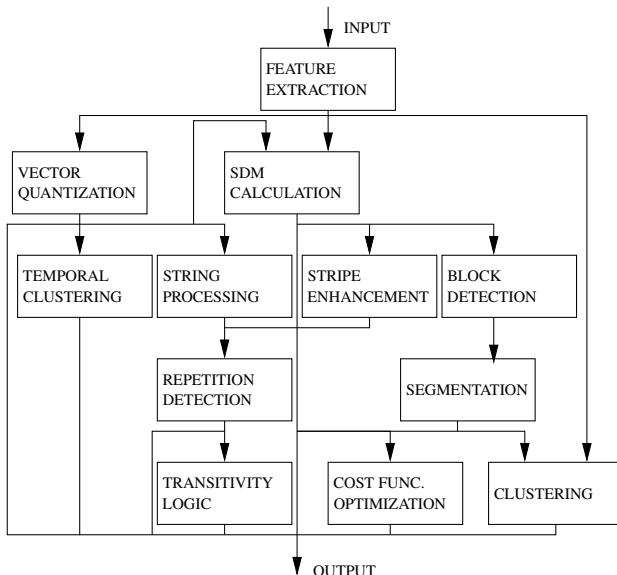 INPUT
FEATURE
EXTRACTION
VECTOR
QUANTIZATION
SDM
CALCULATION
TEMPORAL
CLUSTERING
STRING
PROCESSING
STRIPE
ENHANCEMENT
BLOCK
DETECTION
REPETITION
DETECTION
SEGMENTATION
TRANSITIVITY
LOGIC
COST FUNC.
OPTIMIZATION
CLUSTERING
OUTPUT